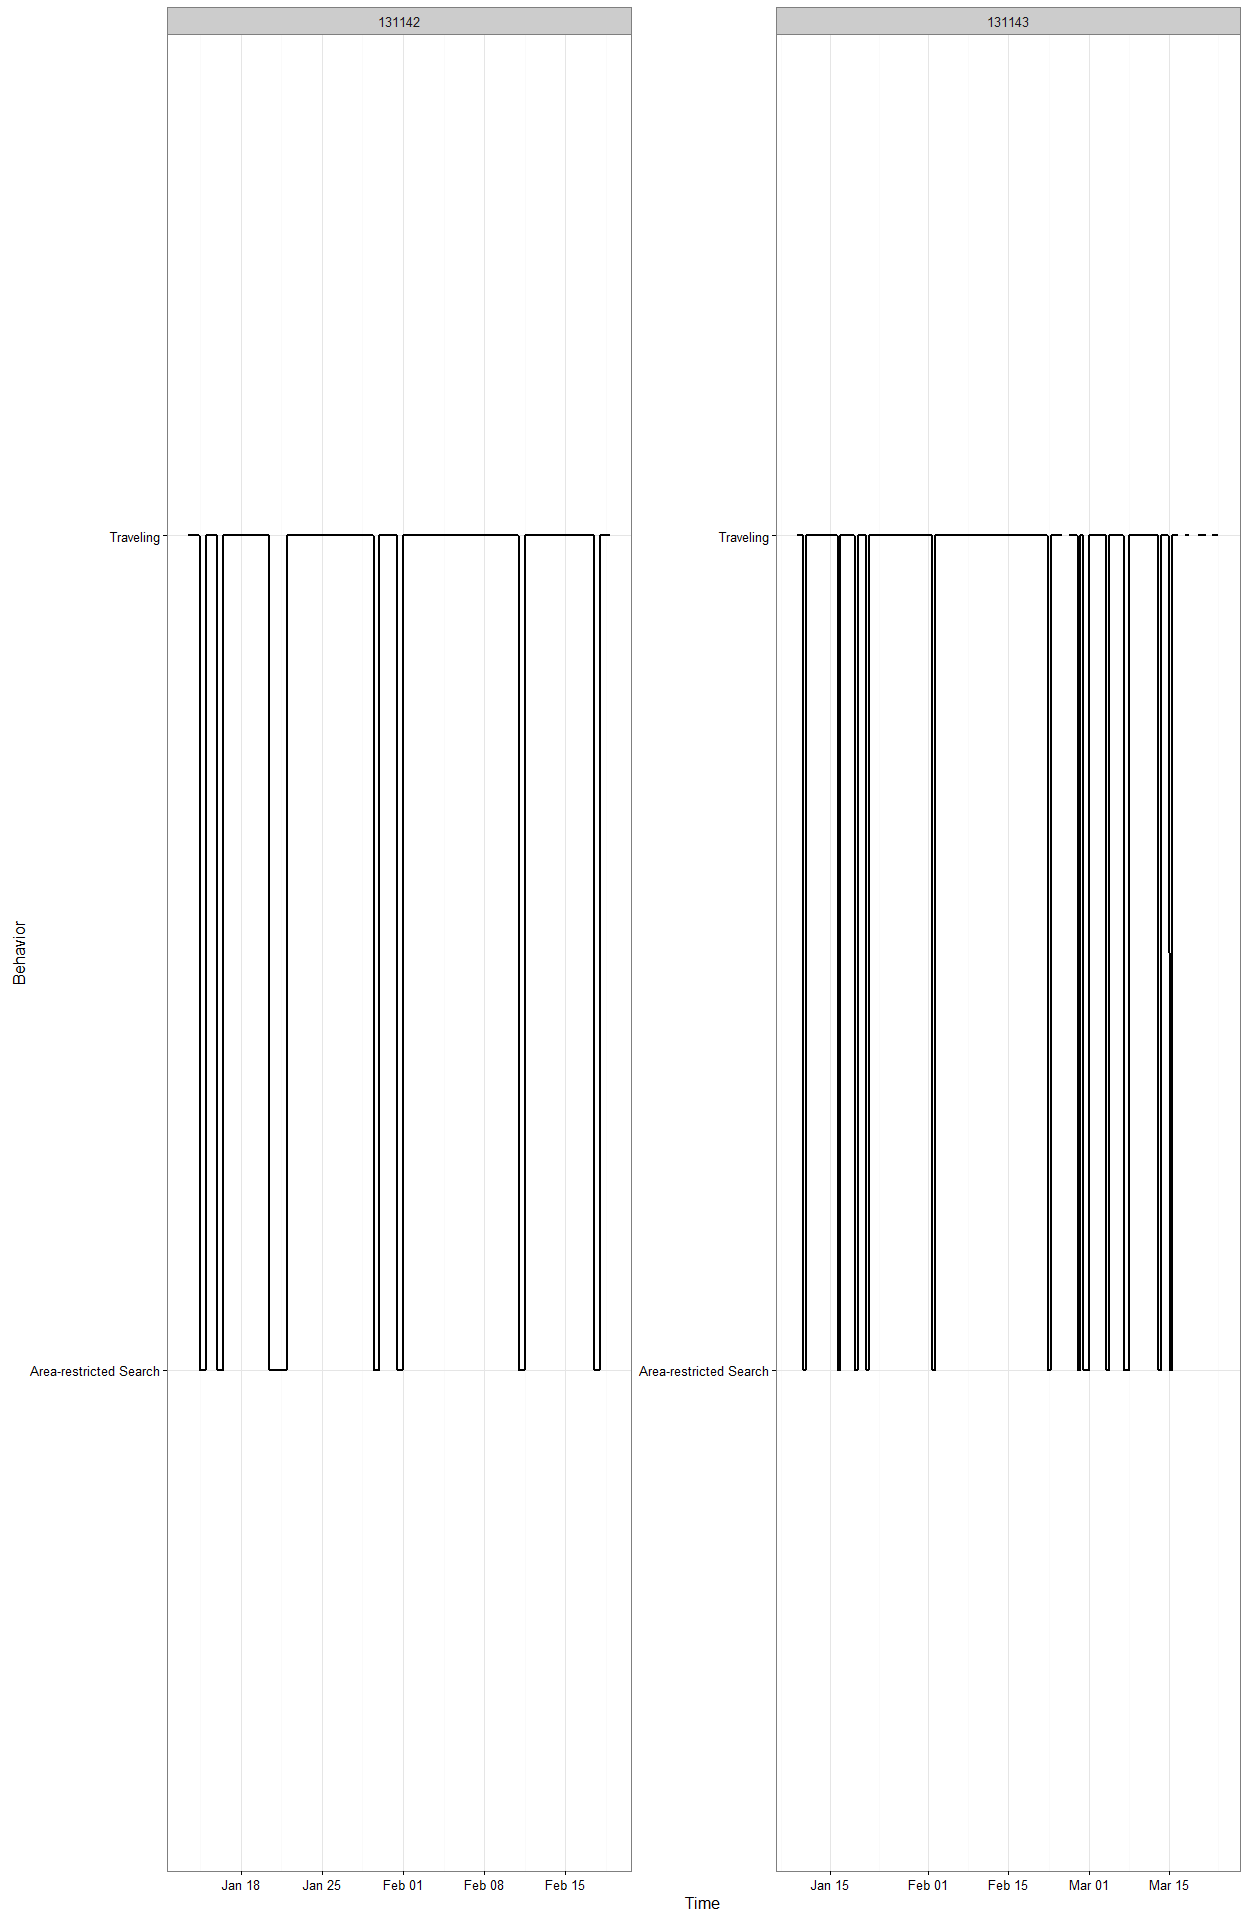 131142
131143
Traveling
Traveling
Behavior
Area-restricted Search
Area-restricted Search
Jan 18 Jan 25 Feb 01 Feb 08 Feb 15
Jan 15 Feb 01 Feb 15 Mar 01 Mar 15
Time